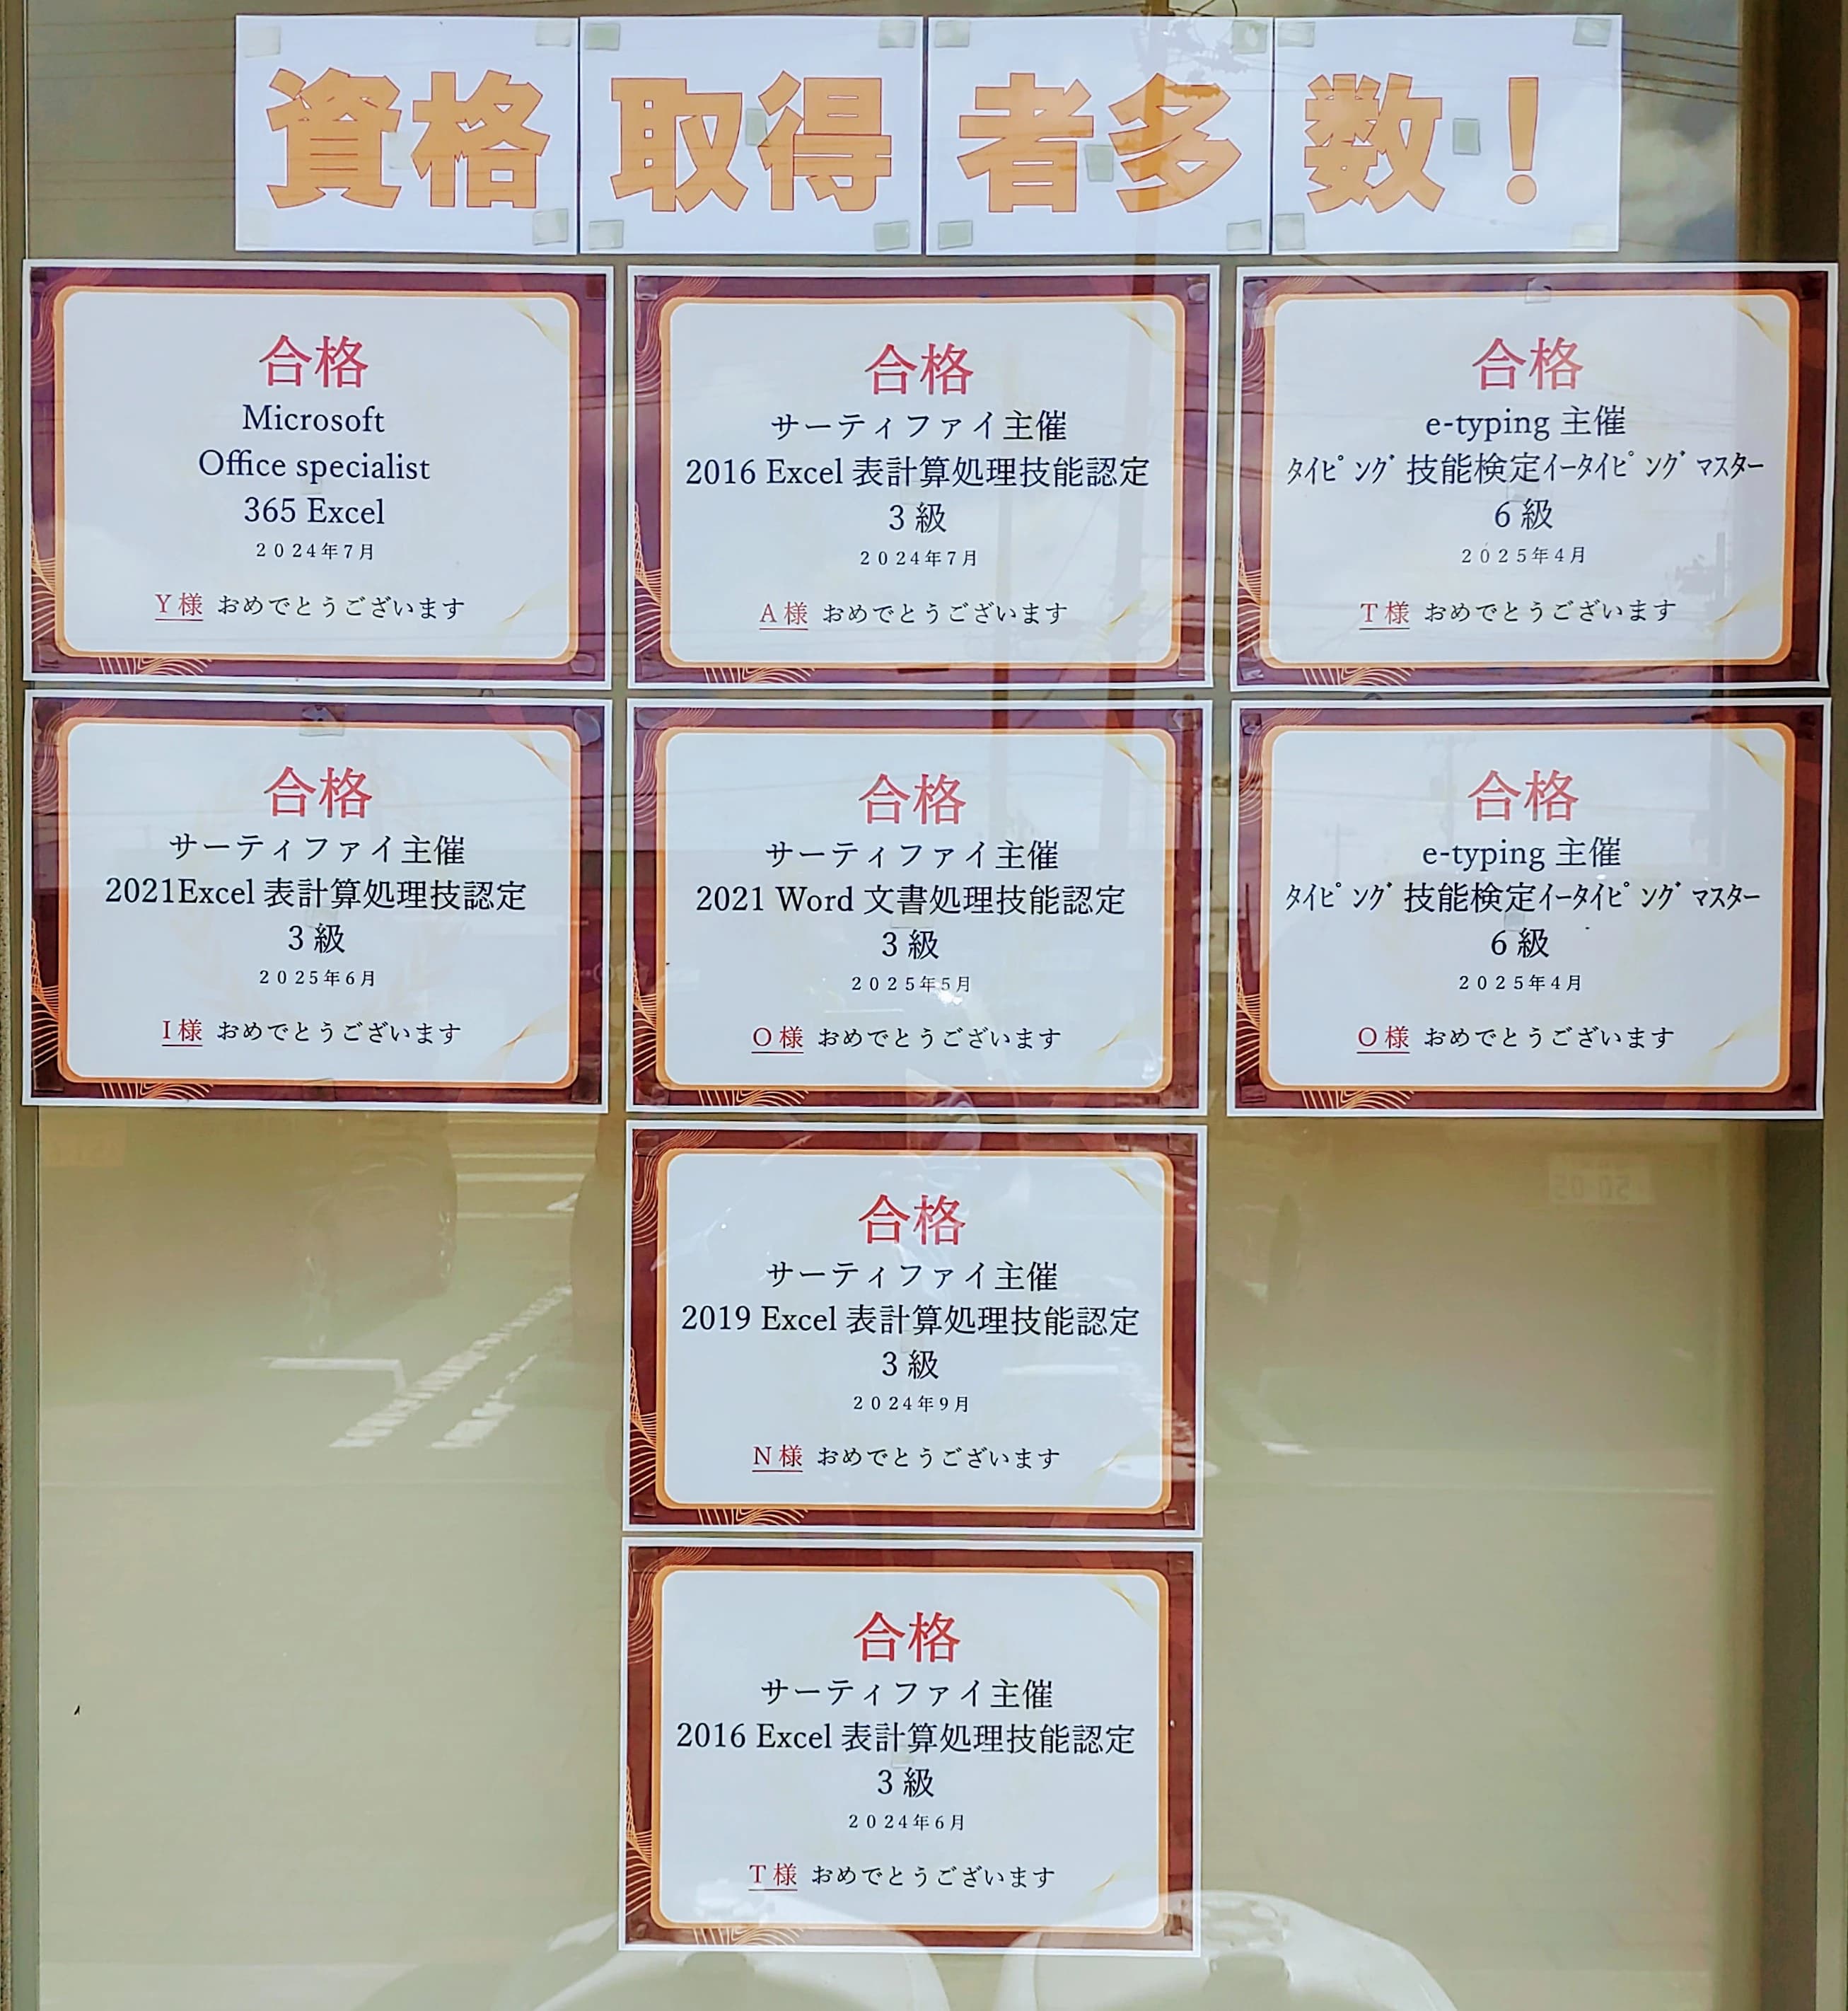 資格取得者多数！
合格
Microsoft
Office specialist
365 Excel
2024年7月
Y様 おめでとうございます
合格
サーティファイ主催
2016 Excel 表計算処理技能認定
3級
2024年7月
A様 おめでとうございます
合格
e-typing 主催
ﾀｲﾋﾟﾝｸﾞ技能検定ｲｰﾀｲﾋﾟﾝｸﾞﾏｽﾀｰ
6級
2025年4月
T様 おめでとうございます
合格
サーティファイ主催
2021Excel 表計算処理技認定
3級
2025年6月
I様 おめでとうございます
合格
サーティファイ主催
2021 Word 文書処理技能認定
3級
2025年5月
O様 おめでとうございます
合格
e-typing 主催
ﾀｲﾋﾟﾝｸﾞ技能検定ｲｰﾀｲﾋﾟﾝｸﾞﾏｽﾀｰ
6級
2025年4月
O様 おめでとうございます
合格
サーティファイ主催
2019 Excel 表計算処理技能認定
3級
2024年9月
N様 おめでとうございます
合格
サーティファイ主催
2016 Excel 表計算処理技能認定
3級
2024年6月
T様 おめでとうございます